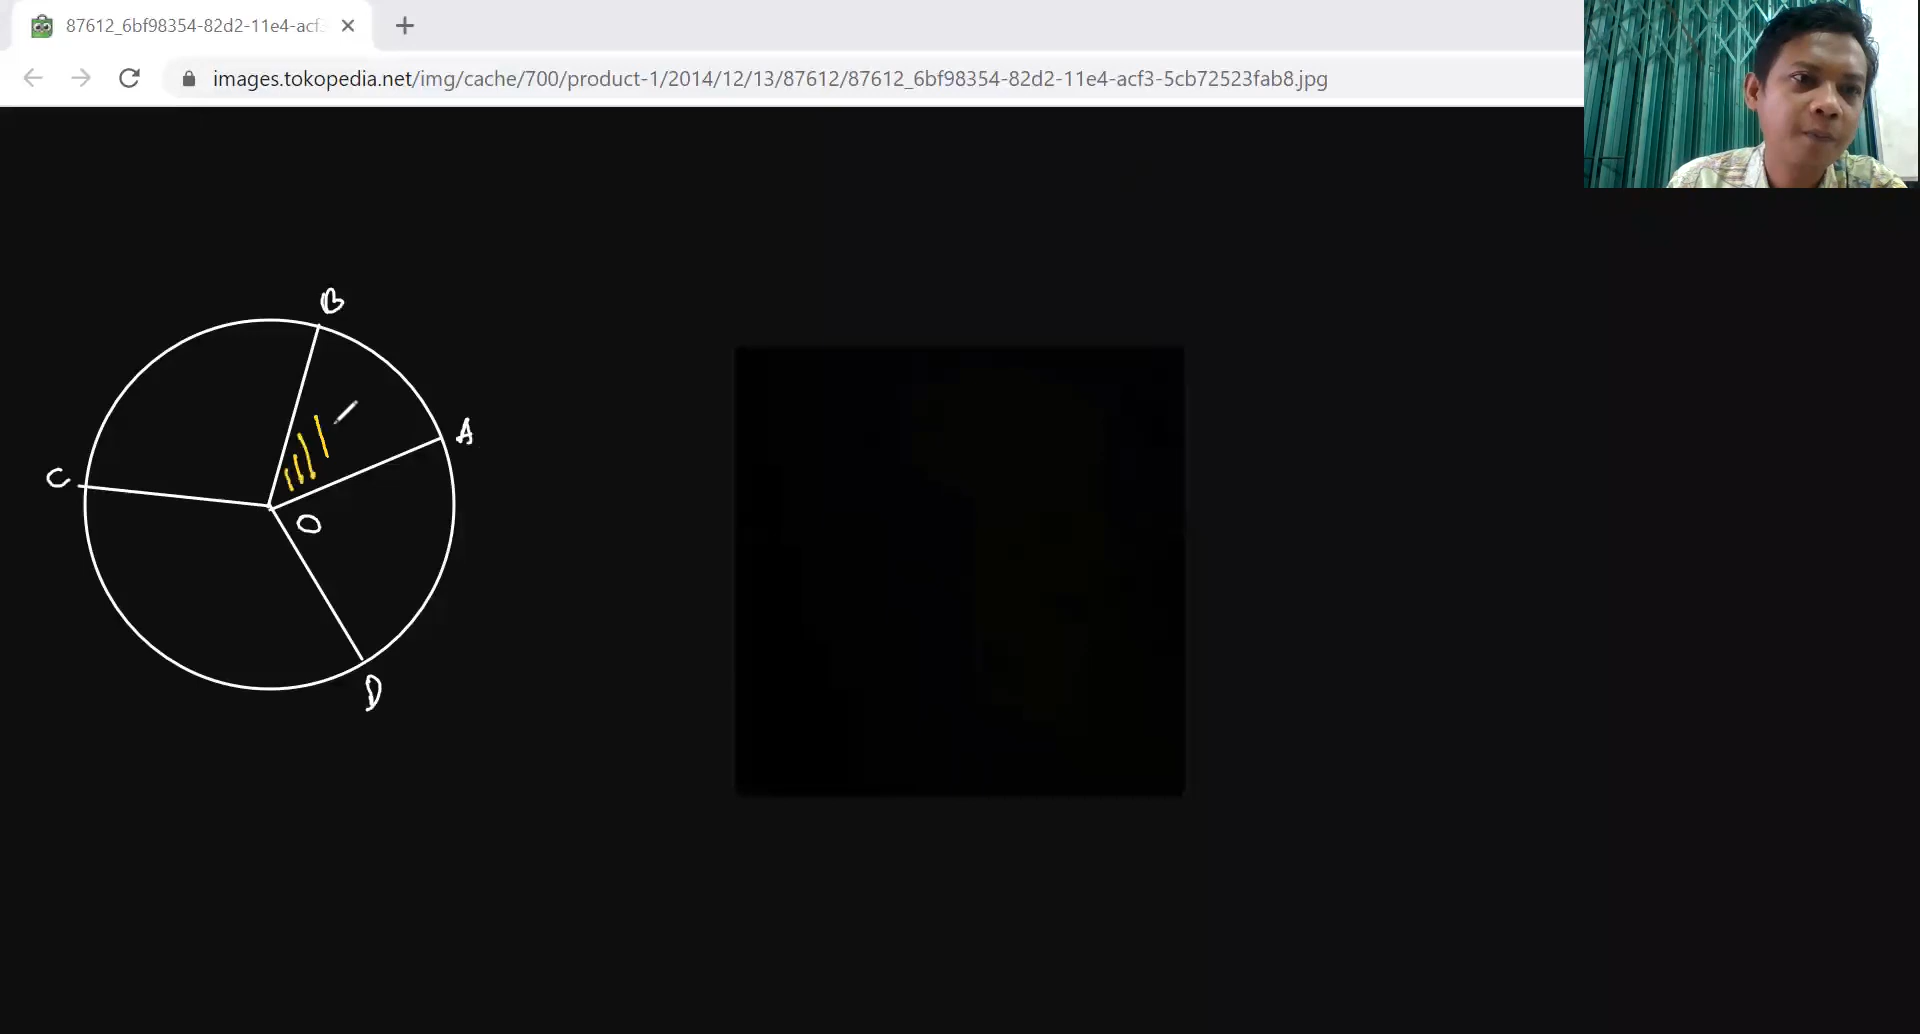 87612_6bf98354-82d2-11e4-acf3
images.tokopedia.net/img/cache/700/product-1/2014/12/13/87612/87612_6bf98354-82d2-11e4-acf3-5cb72523fab8.jpg
B
A
C
O
D